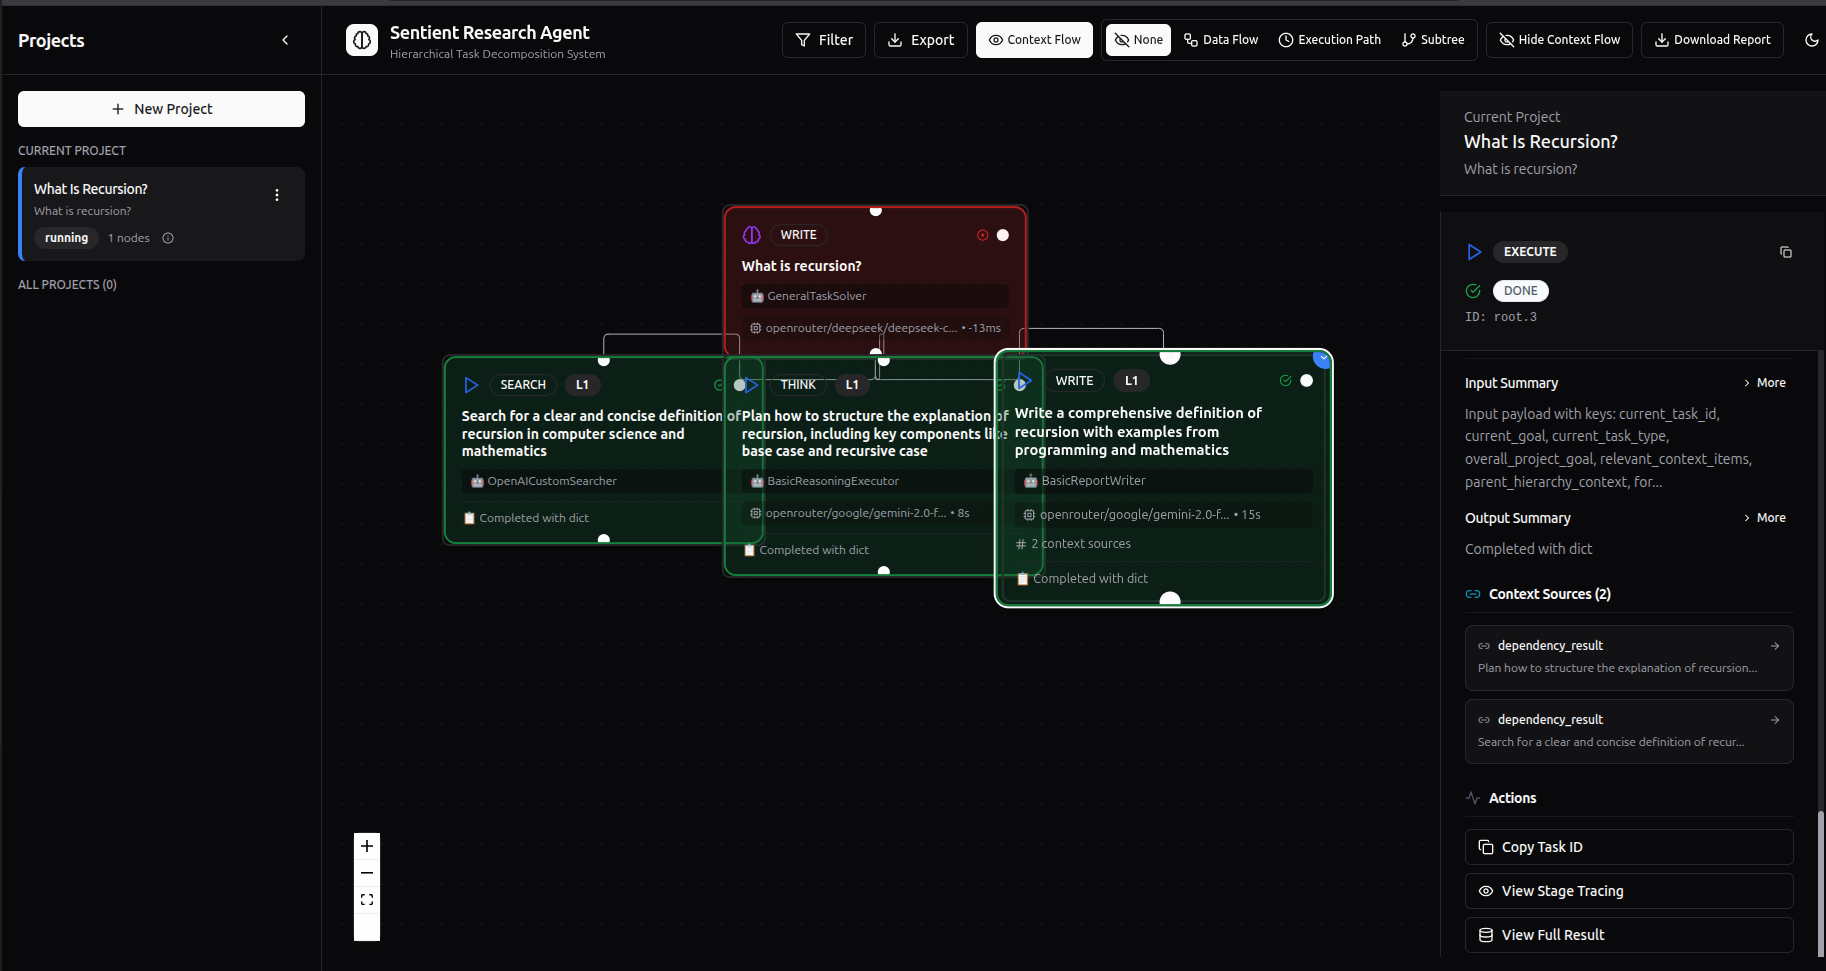 Projects
New Project
CURRENT PROJECT
What Is Recursion?
What is recursion?
running 1 nodes
ALL PROJECTS (0)
Sentient Research Agent
Hierarchical Task Decomposition System
Filter Export Context Flow None Data Flow Execution Path Subtree Hide Context Flow Download Report
WRITE
What is recursion?
GeneralTaskSolver
openrouter/deepseek/deepseek-c... • -13ms
SEARCH L1
Search for a clear and concise definition of
recursion in computer science and
mathematics
OpenAICustomSearcher
Completed with dict
THINK L1
Plan how to structure the explanation of
recursion, including key components like
base case and recursive case
BasicReasoningExecutor
openrouter/google/gemini-2.0-f... • 8s
Completed with dict
WRITE L1
Write a comprehensive definition of
recursion with examples from
programming and mathematics
BasicReportWriter
openrouter/google/gemini-2.0-f... • 15s
# 2 context sources
Completed with dict
Current Project
What Is Recursion?
What is recursion?
EXECUTE
DONE
ID: root.3
Input Summary > More
Input payload with keys: current_task_id,
current_goal, current_task_type,
overall_project_goal, relevant_context_items,
parent_hierarchy_context, for...
Output Summary > More
Completed with dict
Context Sources (2)
dependency_result
Plan how to structure the explanation of recursion...
dependency_result
Search for a clear and concise definition of recur...
Actions
Copy Task ID
View Stage Tracing
View Full Result